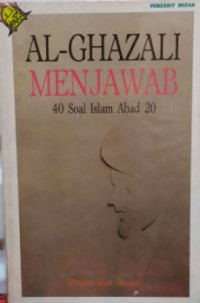 PENERBIT MIZAN
AL-GHAZALI
MENJAWAB
40 Soal Islam Abad 20